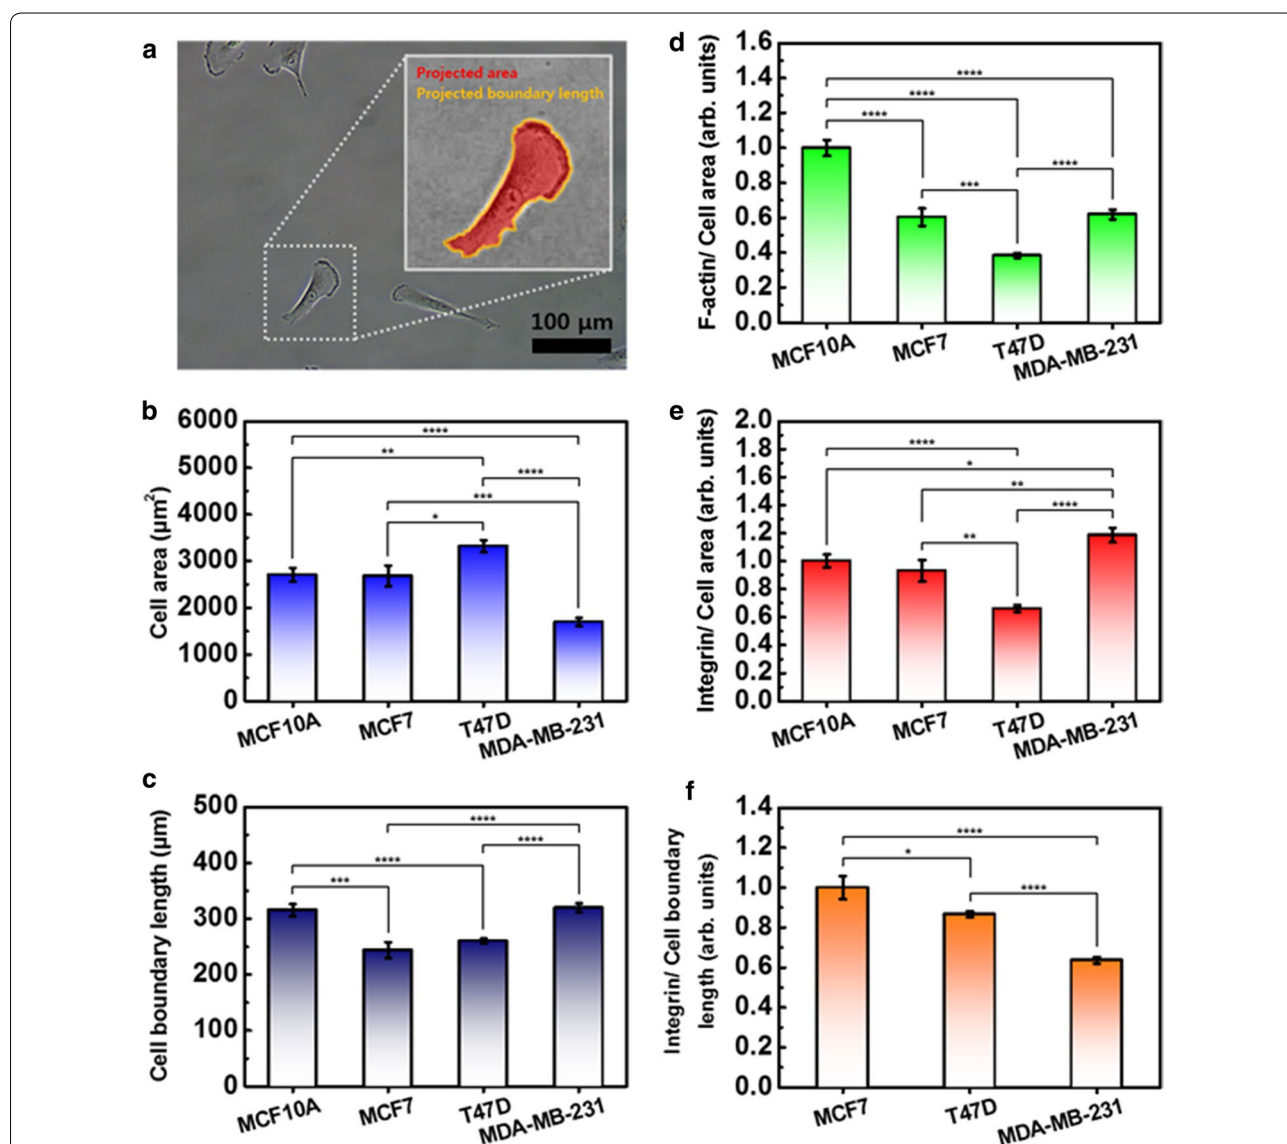 a
Projected area
Projected boundary length
100 μm
b
Cell area (μm²)
6000
5000
4000
3000
2000
1000
0
****
**
****
***
*
MCF10A
MCF7
T47D
MDA-MB-231
c
Cell boundary length (μm)
500
400
300
200
100
0
****
****
****
***
MCF10A
MCF7
T47D
MDA-MB-231
d
F-actin/ Cell area (arb. units)
1.6
1.4
1.2
1.0
0.8
0.6
0.4
0.2
0.0
****
****
****
****
***
MCF10A
MCF7
T47D
MDA-MB-231
e
Integrin/ Cell area (arb. units)
2.0
1.8
1.6
1.4
1.2
1.0
0.8
0.6
0.4
0.2
0.0
****
*
**
****
**
MCF10A
MCF7
T47D
MDA-MB-231
f
Integrin/ Cell boundary
length (arb. units)
1.4
1.2
1.0
0.8
0.6
0.4
0.2
0.0
****
*
****
MCF7
T47D
MDA-MB-231